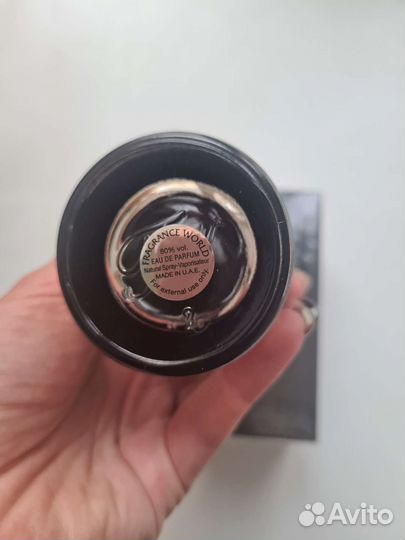 FRAGRANCE WORLD
80% vol.
EAU DE PARFUM
Natural Spray-Vaporisateur
MADE IN U.A.E.
For external use only.
Avito